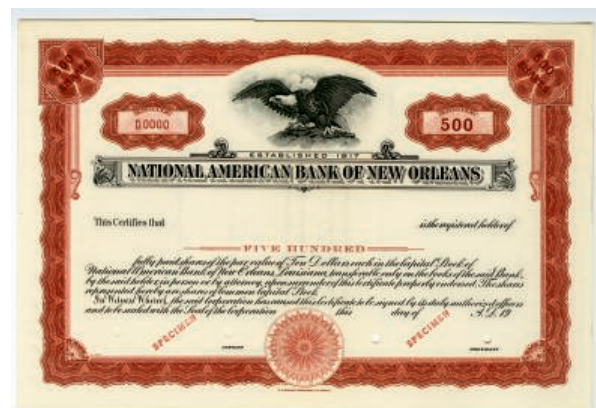 00000
500
ESTABLISHED 1917
NATIONAL AMERICAN BANK OF NEW ORLEANS
This Certifies that is the registered holder of
FIVE HUNDRED
fully paid shares of the par value of Ten Dollars each in the Capital Stock of
National American Bank of New Orleans, Louisiana, transferable only on the books of the said Bank,
by the said holder in person or by attorney, upon surrender of this certificate properly endorsed. The shares
represented hereby are shares of Common Capital Stock.
In Witness Whereof, the said Corporation has caused this Certificate to be signed by its duly authorized officers
and to be sealed with the Seal of the Corporation this day of A.D. 19
SPECIMEN
SPECIMEN